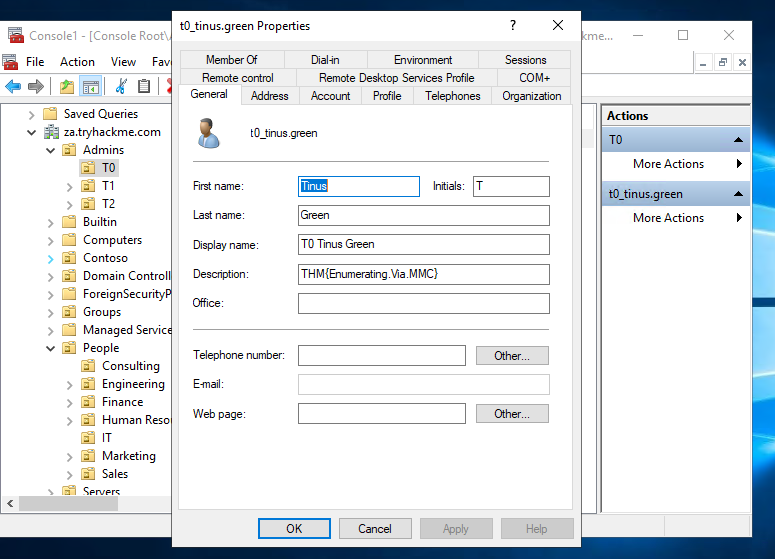 t0_tinus.green Properties
?
Console1 - [Console Root\
kme...
File Action View Fav
Member Of Dial-in Environment Sessions
Remote control Remote Desktop Services Profile COM+
General Address Account Profile Telephones Organization
t0_tinus.green
First name: Tinus Initials: T
Last name: Green
Display name: T0 Tinus Green
Description: THM{Enumerating.Via.MMC}
Office:
Telephone number: Other...
E-mail:
Web page: Other...
OK Cancel Apply Help
Saved Queries
za.tryhackme.com
Admins
T0
T1
T2
Builtin
Computers
Contoso
Domain Controll
ForeignSecurityP
Groups
Managed Service
People
Consulting
Engineering
Finance
Human Resou
IT
Marketing
Sales
Servers
Actions
T0
More Actions
t0_tinus.green
More Actions